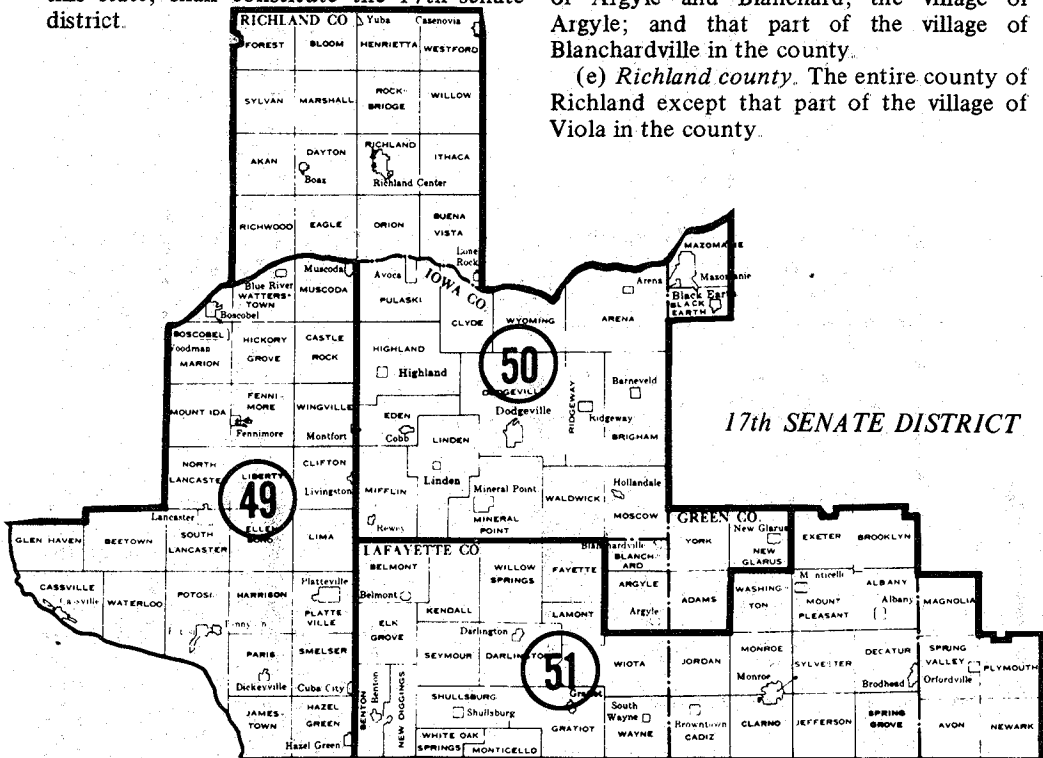 district.
of Argyle and Blanchard; the village of
Argyle; and that part of the village of
Blanchardville in the county.
(e) Richland county. The entire county of
Richland except that part of the village of
Viola in the county.
17th SENATE DISTRICT
RICHLAND CO
Yuba
Casenovia
FOREST
BLOOM
HENRIETTA
WESTFORD
SYLVAN
MARSHALL
ROCK-
BRIDGE
WILLOW
AKAN
DAYTON
Boaz
RICHLAND
Richland Center
ITHACA
RICHWOOD
EAGLE
ORION
BUENA
VISTA
Lone
Rock
Muscoda
MUSCODA
Blue River
WATTERS-
TOWN
Boscobel
Avoca
PULASKI
IOWA CO.
CLYDE
WYOMING
Arena
ARENA
MAZOMANIE
Mazomanie
Black Earth
BLACK
EARTH
BOSCOBEL
Woodman
MARION
HICKORY
GROVE
CASTLE
ROCK
HIGHLAND
Highland
50
DODGEVILLE
Dodgeville
RIDGEWAY
Ridgeway
Barneveld
BRIGHAM
MOUNT IDA
FENNI-
MORE
Fennimore
WINGVILLE
Montfort
EDEN
Cobb
LINDEN
Linden
NORTH
LANCASTER
LIBERTY
49
CLIFTON
Livingston
MIFFLIN
Rewey
Mineral Point
MINERAL
POINT
WALDWICK
Hollandale
MOSCOW
Lancaster
SOUTH
LANCASTER
ELLEN
BORO
LIMA
GLEN HAVEN
BEETOWN
LAFAYETTE CO.
BELMONT
Belmont
WILLOW
SPRINGS
FAYETTE
Blanchardville
BLANCH-
ARD
ARGYLE
Argyle
GREEN CO.
YORK
New Glarus
NEW
GLARUS
EXETER
BROOKLYN
CASSVILLE
Cassville
WATERLOO
POTOSI
HARRISON
Platteville
PLATTE
VILLE
ELK
GROVE
KENDALL
LAMONT
ADAMS
WASHING-
TON
Monticello
MOUNT
PLEASANT
ALBANY
Albany
MAGNOLIA
PARIS
Dickeyville
SMELSER
Cuba City
SEYMOUR
Darlington
DARLINGTON
51
WIOTA
JORDAN
MONROE
Monroe
SYLVESTER
DECATUR
Brodhead
SPRING
VALLEY
Orfordville
PLYMOUTH
JAMES-
TOWN
HAZEL
GREEN
Hazel Green
BENTON
Benton
NEW DIGGINGS
SHULLSBURG
Shullsburg
WHITE OAK
SPRINGS
MONTICELLO
Gratiot
GRATIOT
South
Wayne
WAYNE
Browntown
CADIZ
CLARNO
JEFFERSON
SPRING
GROVE
AVON
NEWARK